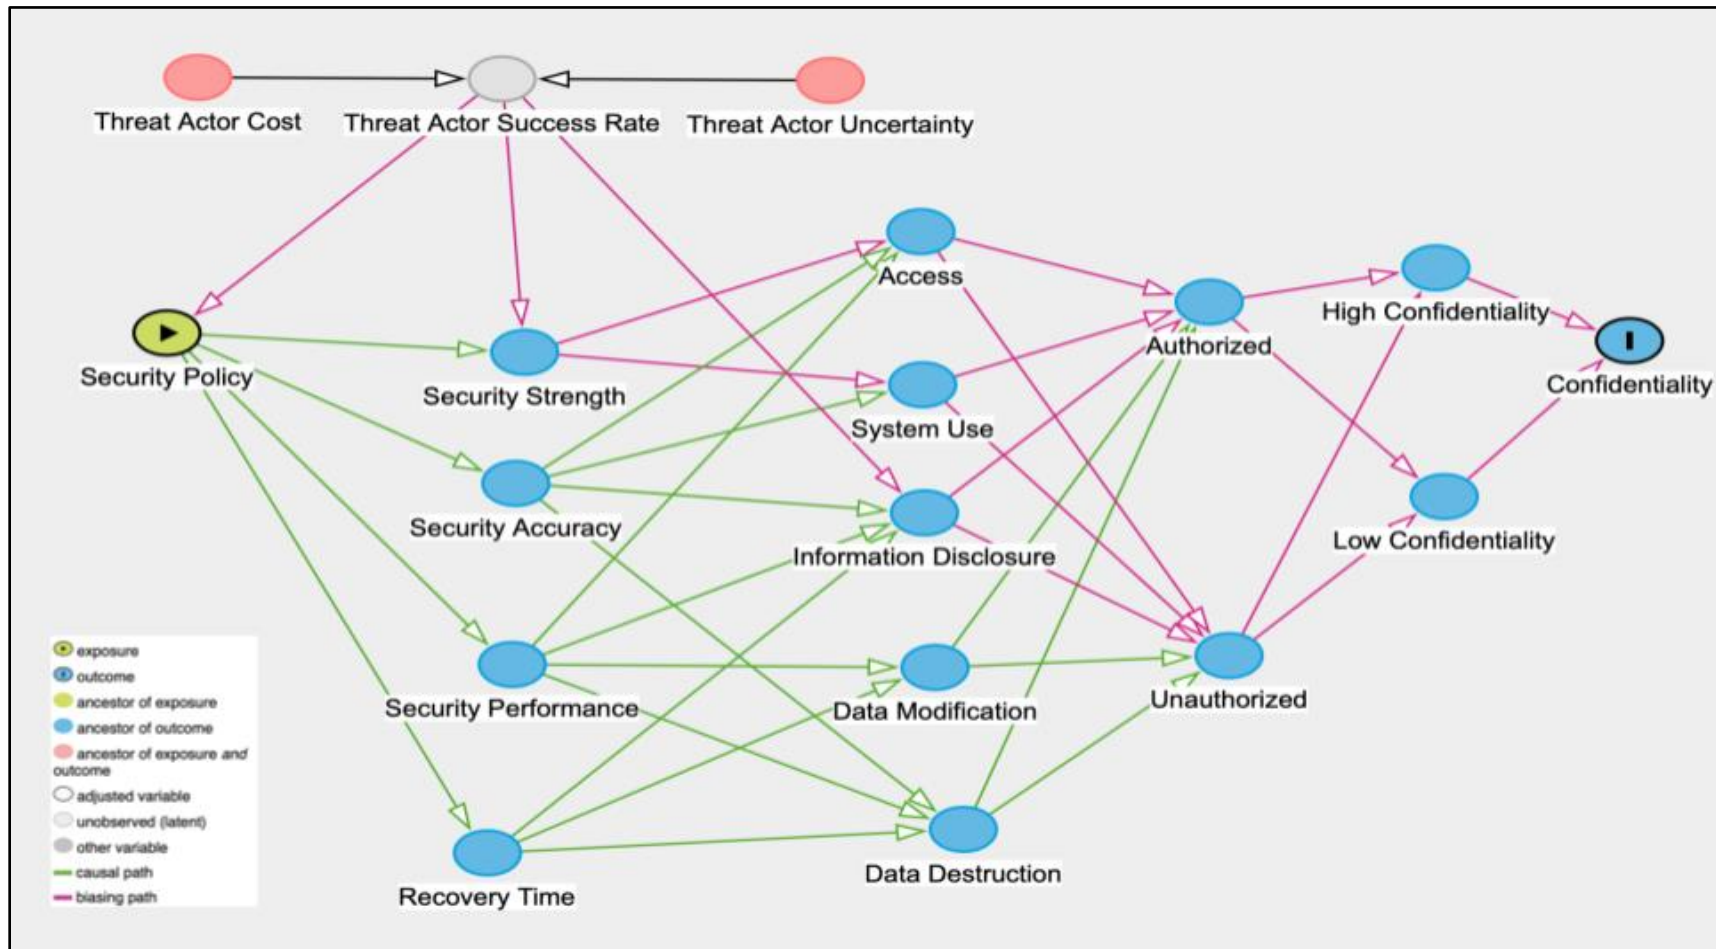 Threat Actor Cost
Threat Actor Success Rate
Threat Actor Uncertainty
Access
High Confidentiality
Authorized
Security Policy
Confidentiality
Security Strength
System Use
Security Accuracy
Low Confidentiality
Information Disclosure
Unauthorized
Security Performance
Data Modification
Data Destruction
Recovery Time
exposure
outcome
ancestor of exposure
ancestor of outcome
ancestor of exposure and
outcome
adjusted variable
unobserved (latent)
other variable
causal path
biasing path